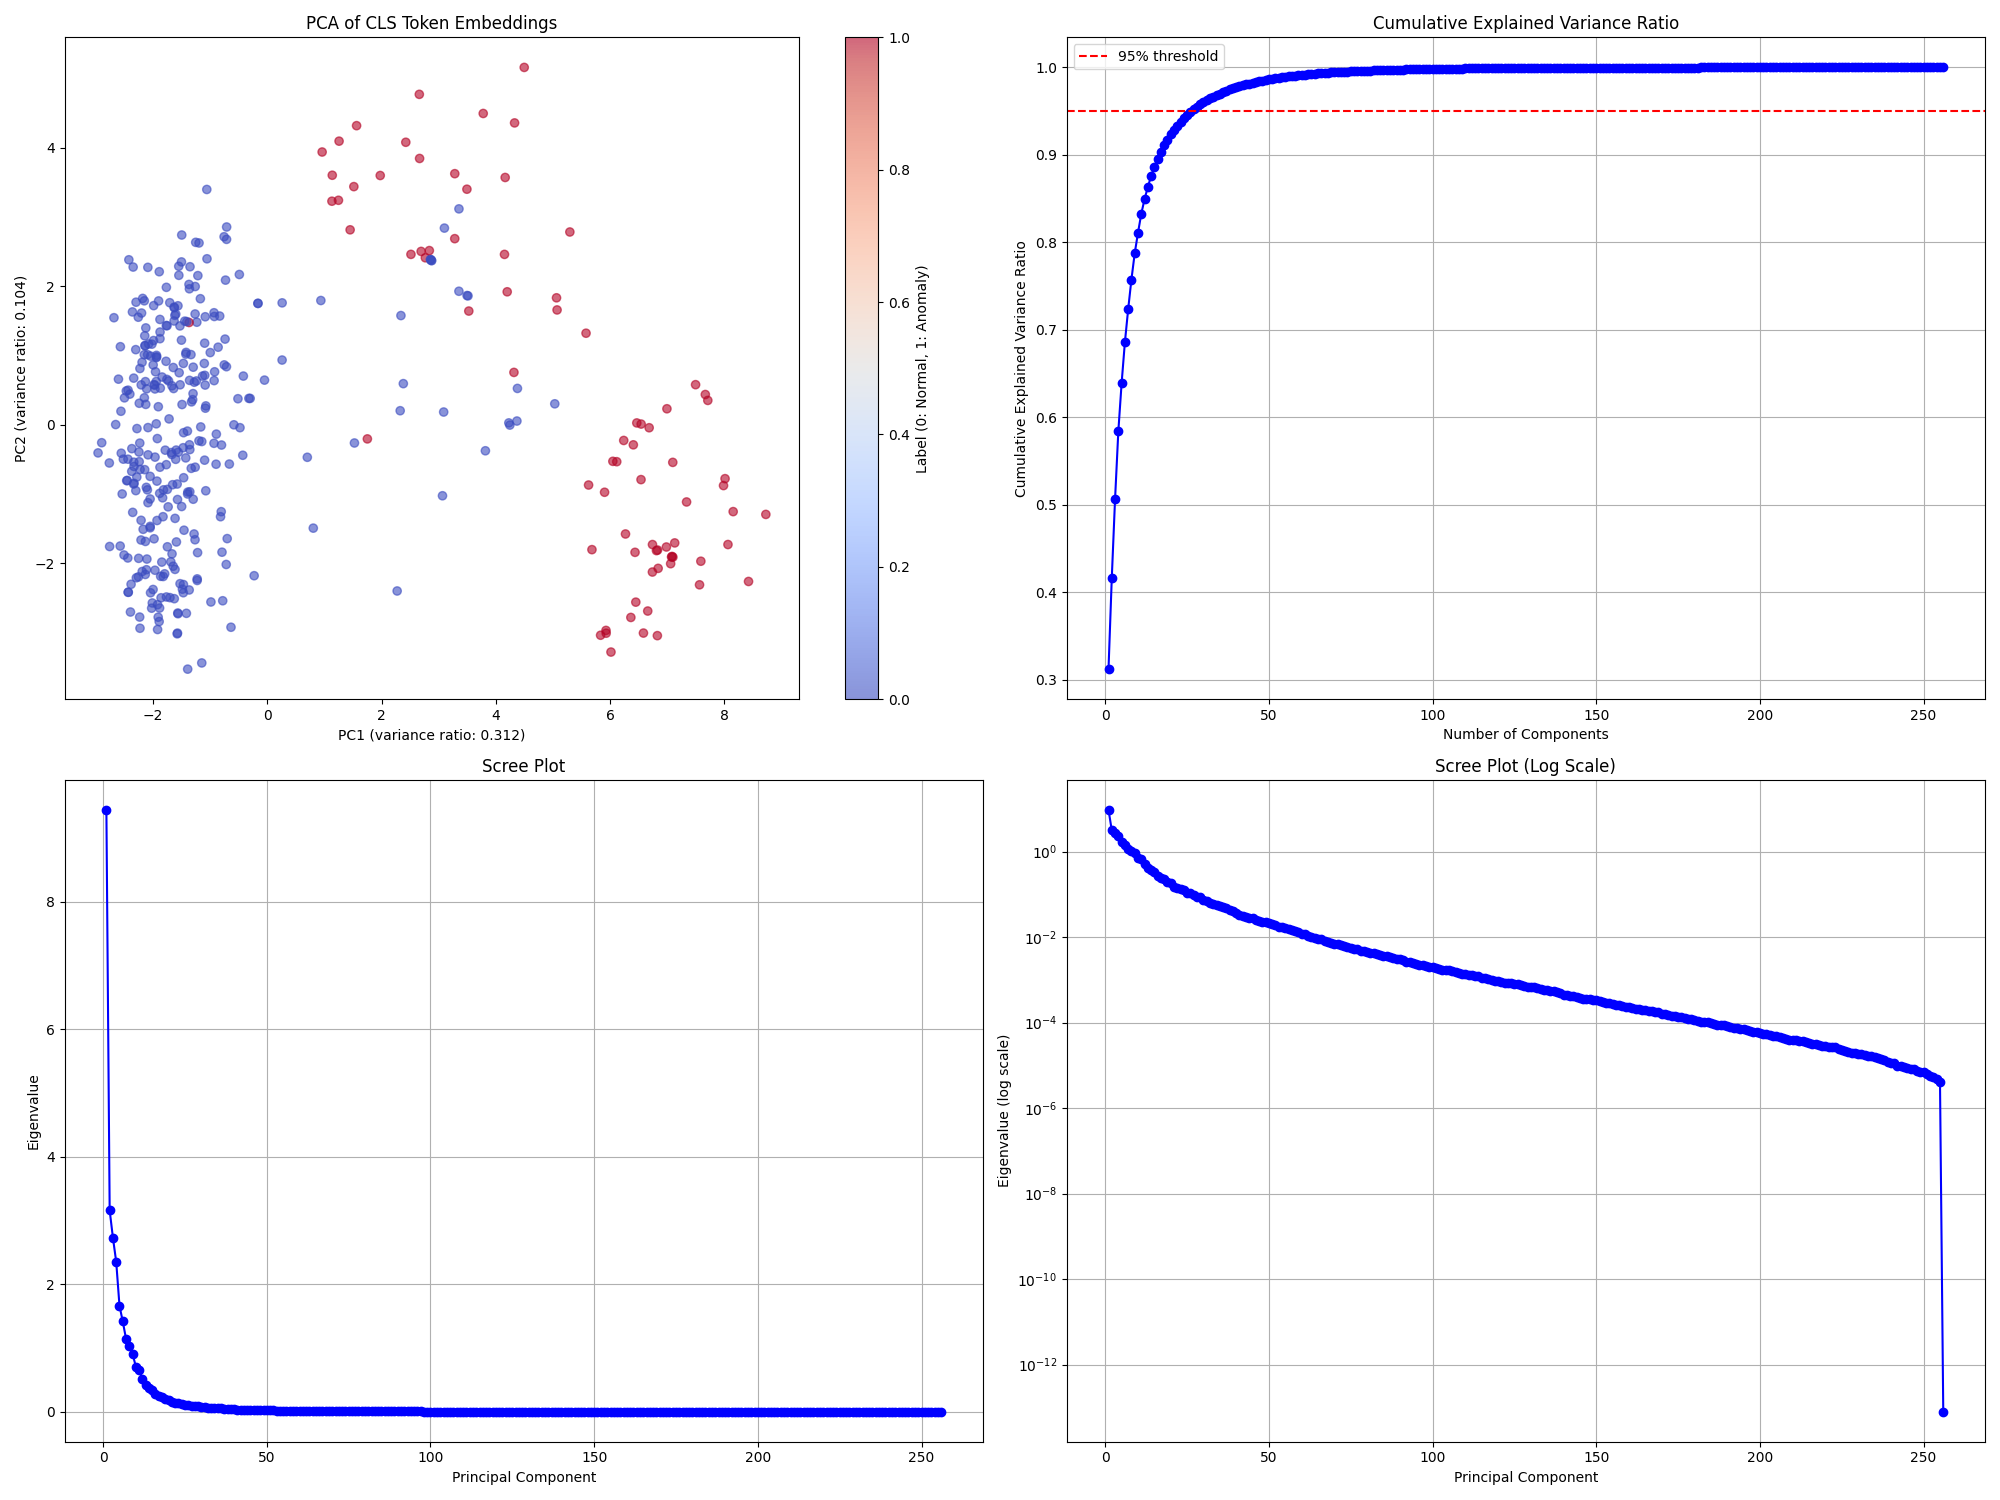 PCA of CLS Token Embeddings
4
2
0
−2
PC2 (variance ratio: 0.104)
−2 0 2 4 6 8
PC1 (variance ratio: 0.312)
1.0
0.8
0.6
0.4
0.2
0.0
Label (0: Normal, 1: Anomaly)
Cumulative Explained Variance Ratio
95% threshold
1.0
0.9
0.8
0.7
0.6
0.5
0.4
0.3
Cumulative Explained Variance Ratio
0 50 100 150 200 250
Number of Components
Scree Plot
8
6
4
2
0
Eigenvalue
0 50 100 150 200 250
Principal Component
Scree Plot (Log Scale)
10⁰
10⁻²
10⁻⁴
10⁻⁶
10⁻⁸
10⁻¹⁰
10⁻¹²
Eigenvalue (log scale)
0 50 100 150 200 250
Principal Component